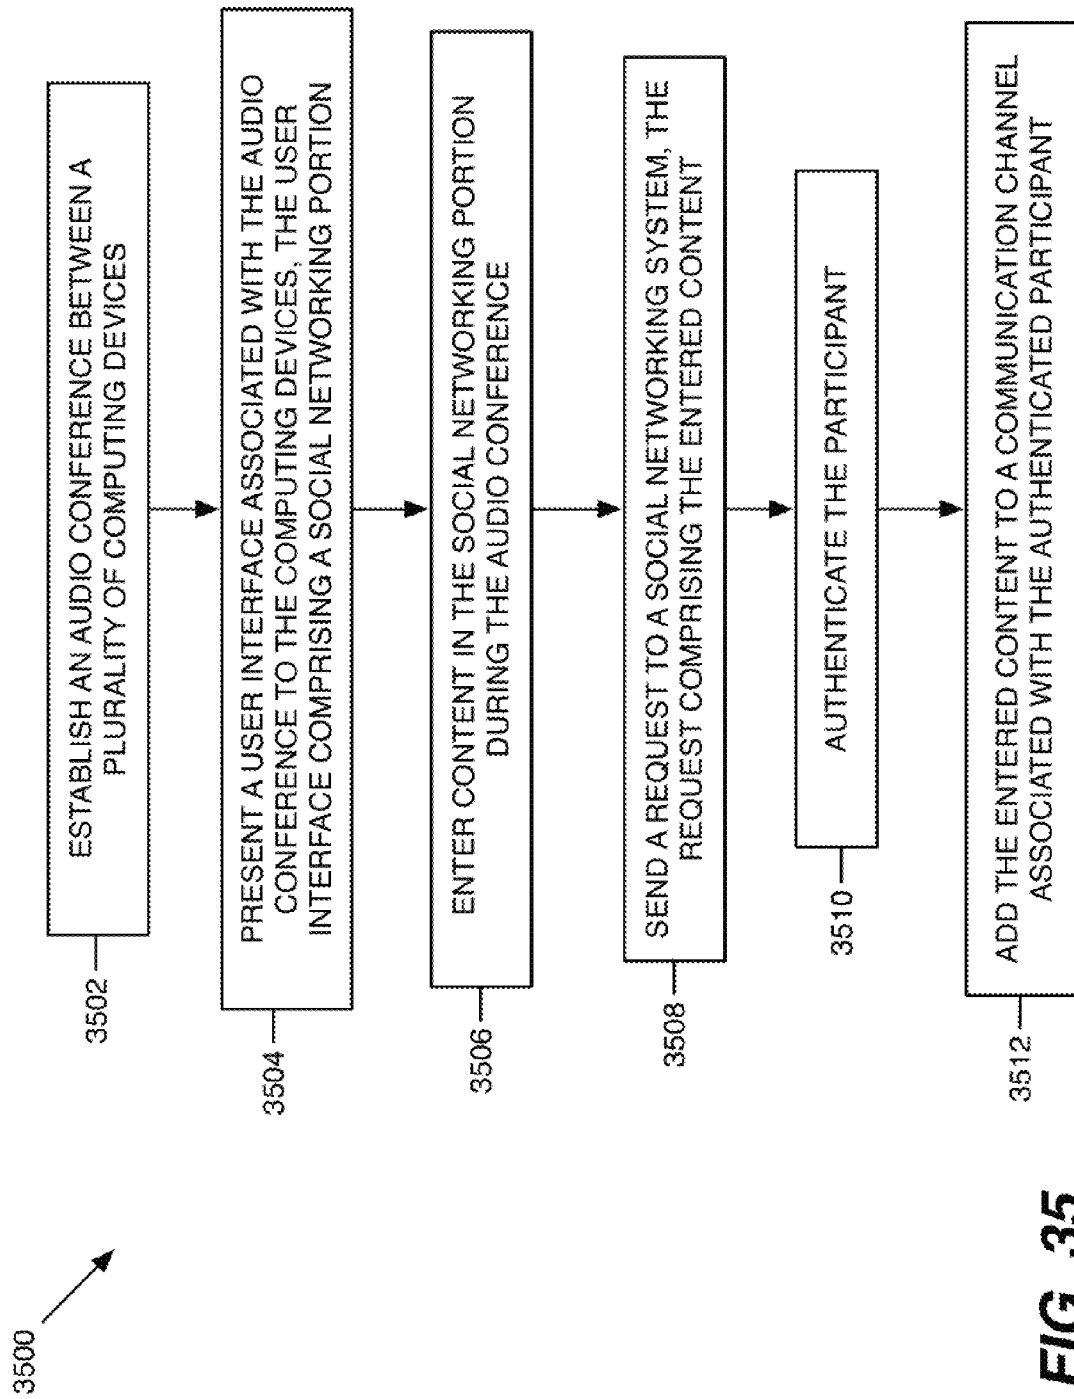 3500
3502
ESTABLISH AN AUDIO CONFERENCE BETWEEN A
PLURALITY OF COMPUTING DEVICES
3504
PRESENT A USER INTERFACE ASSOCIATED WITH THE AUDIO
CONFERENCE TO THE COMPUTING DEVICES, THE USER
INTERFACE COMPRISING A SOCIAL NETWORKING PORTION
3506
ENTER CONTENT IN THE SOCIAL NETWORKING PORTION
DURING THE AUDIO CONFERENCE
3508
SEND A REQUEST TO A SOCIAL NETWORKING SYSTEM, THE
REQUEST COMPRISING THE ENTERED CONTENT
3510
AUTHENTICATE THE PARTICIPANT
3512
ADD THE ENTERED CONTENT TO A COMMUNICATION CHANNEL
ASSOCIATED WITH THE AUTHENTICATED PARTICIPANT
FIG. 35